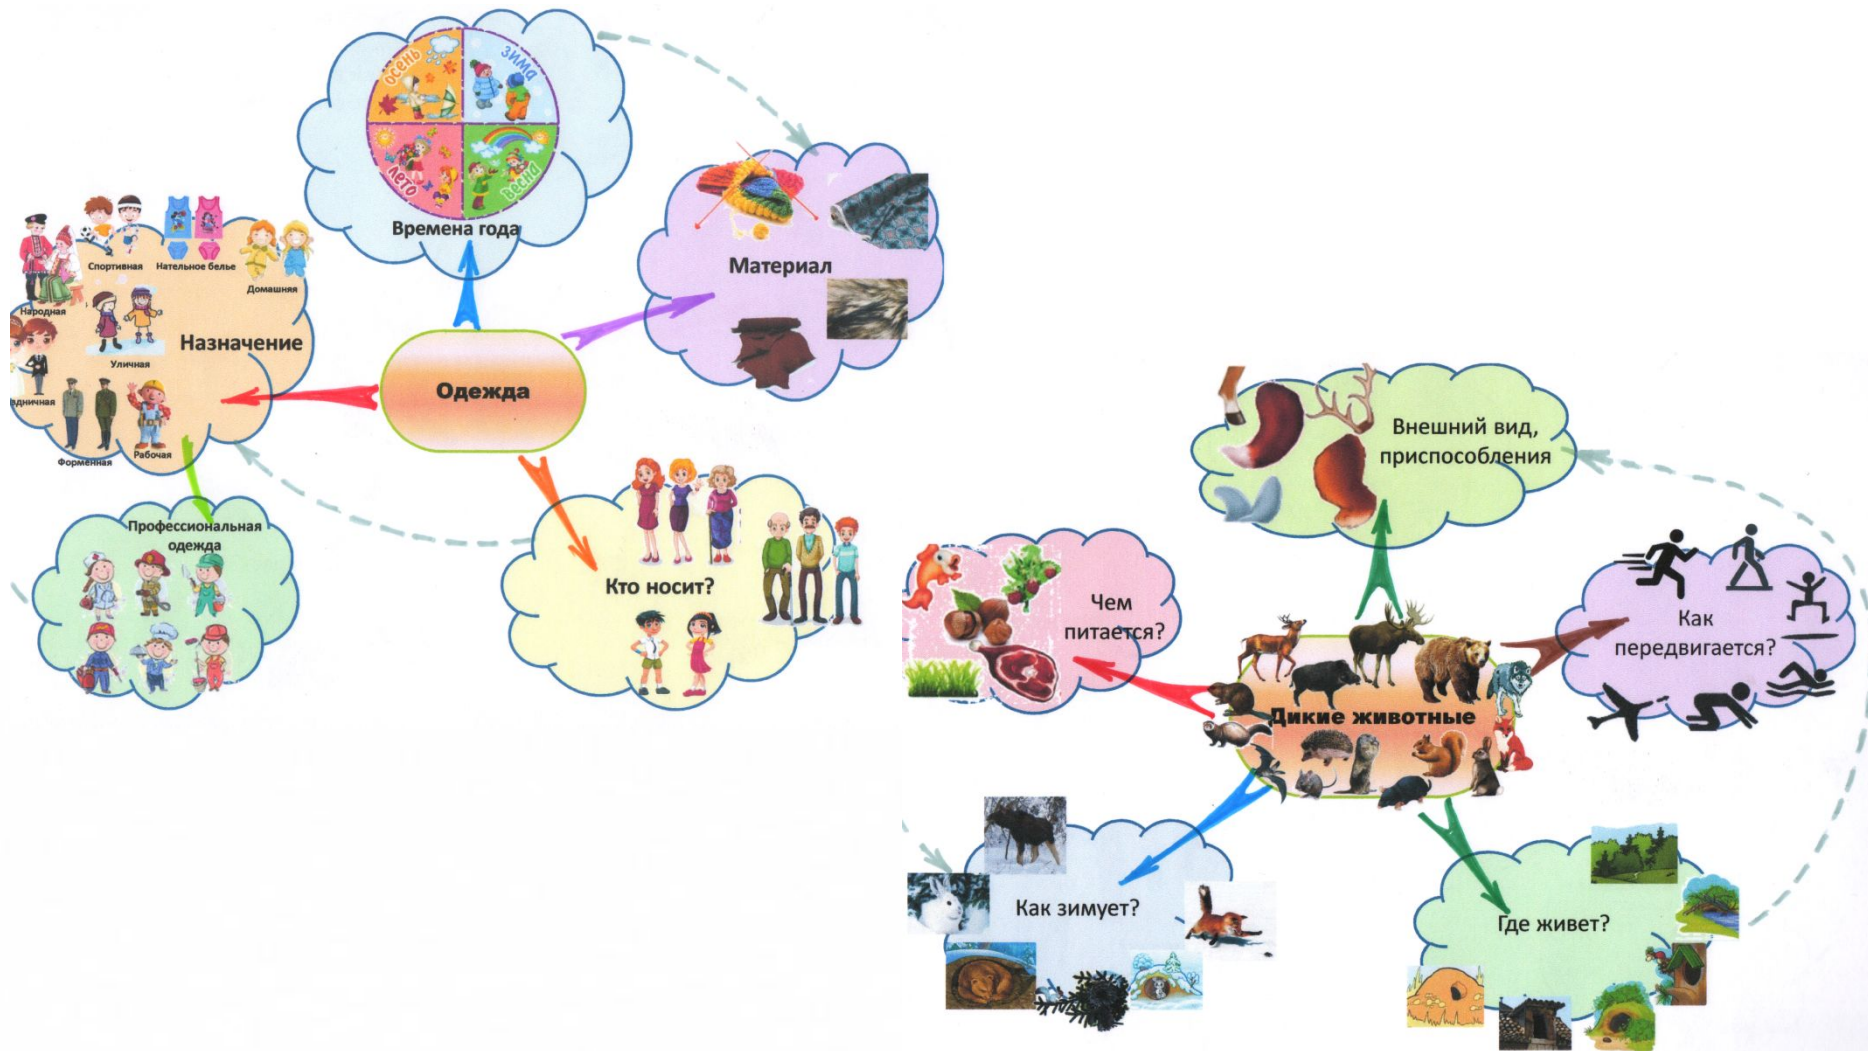 осень
зима
лето
весна
Времена года
Материал
Спортивная
Нательное белье
Домашняя
Народная
Назначение
Уличная
здничная
Форменная
Рабочая
Одежда
Профессиональная
одежда
Кто носит?
Внешний вид,
приспособления
Чем
питается?
Как
передвигается?
Дикие животные
Как зимует?
Где живет?